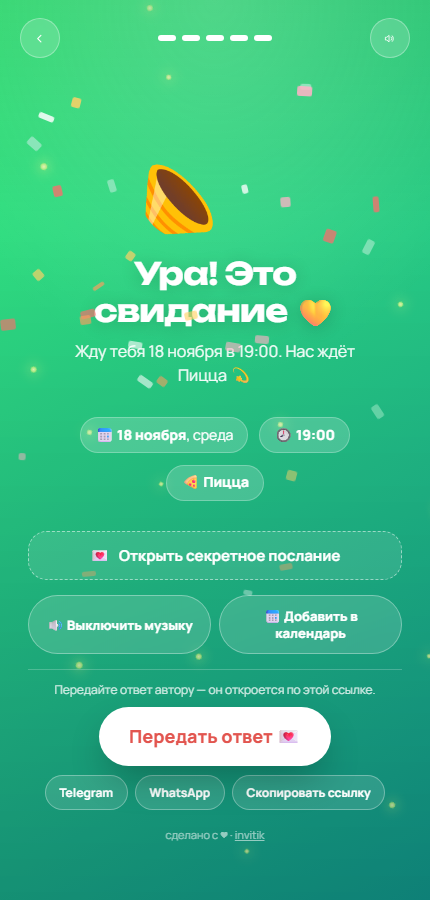 Ура! Это
свидание 🧡
Жду тебя 18 ноября в 19:00. Нас ждёт
Пицца 💫
18 ноября, среда
19:00
Пицца
Открыть секретное послание
Выключить музыку
Добавить в
календарь
Передайте ответ автору — он откроется по этой ссылке.
Передать ответ 💌
Telegram
WhatsApp
Скопировать ссылку
сделано с ♥ · invitik